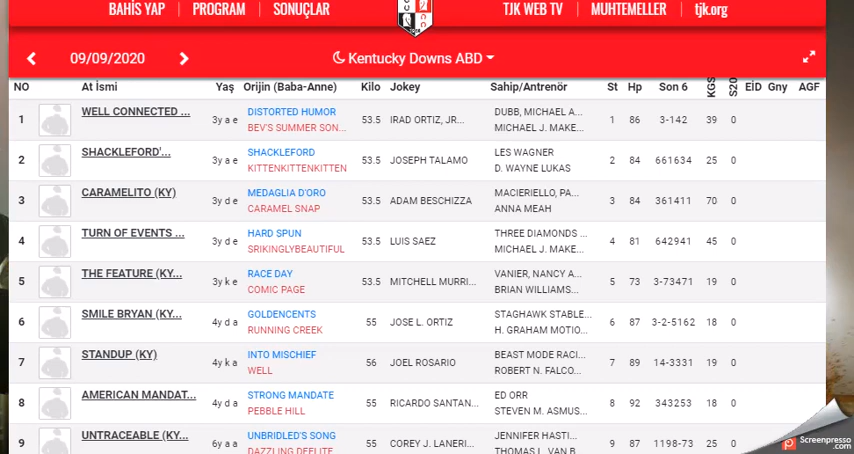 BAHİS YAP PROGRAM SONUÇLAR TJK WEB TV MUHTEMELLER tjk.org
09/09/2020 Kentucky Downs ABD
NO At İsmi Yaş Orijin (Baba-Anne) Kilo Jokey Sahip/Antrenör St Hp Son 6 KGS S20 EİD Gny AGF
1 WELL CONNECTED ... 3y a e DISTORTED HUMOR 53.5 IRAD ORTIZ, JR... DUBB, MICHAEL A... 1 86 3-142 39 0
BEV'S SUMMER SON... MICHAEL J. MAKE...
2 SHACKLEFORD'... 3y a e SHACKLEFORD 53.5 JOSEPH TALAMO LES WAGNER 2 84 661634 25 0
KITTENKITTENKITTEN D. WAYNE LUKAS
3 CARAMELITO (KY) 3y d e MEDAGLIA D'ORO 53.5 ADAM BESCHIZZA MACIERIELLO, PA... 3 84 361411 70 0
CARAMEL SNAP ANNA MEAH
4 TURN OF EVENTS ... 3y d e HARD SPUN 53.5 LUIS SAEZ THREE DIAMONDS ... 4 81 642941 45 0
SRIKINGLYBEAUTIFUL MICHAEL J. MAKE...
5 THE FEATURE (KY... 3y k e RACE DAY 53.5 MITCHELL MURRI... VANIER, NANCY A... 5 73 3-73471 19 0
COMIC PAGE BRIAN WILLIAMS...
6 SMILE BRYAN (KY... 4y d a GOLDENCENTS 55 JOSE L. ORTIZ STAGHAWK STABLE... 6 87 3-2-5162 18 0
RUNNING CREEK H. GRAHAM MOTIO...
7 STANDUP (KY) 4y k a INTO MISCHIEF 56 JOEL ROSARIO BEAST MODE RACI... 7 89 14-3331 19 0
WELL ROBERT N. FALCO...
8 AMERICAN MANDAT... 4y d a STRONG MANDATE 55 RICARDO SANTAN... ED ORR 8 92 343253 18 0
PEBBLE HILL STEVEN M. ASMUS...
9 UNTRACEABLE (KY... 6y a a UNBRIDLED'S SONG 55 COREY J. LANERI... JENNIFER HASTI... 9 87 1198-73 25 0
DAZZLING DEELITE THOMAS L. VAN B...
Screenpresso
.com